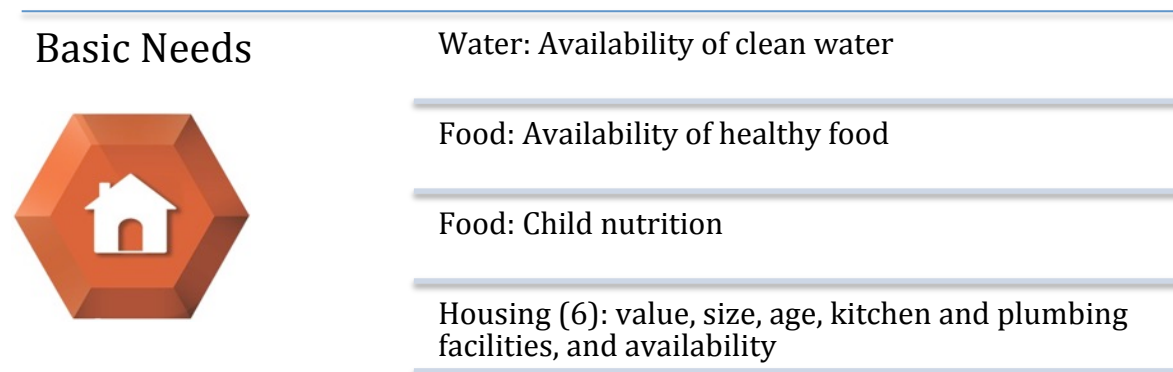 Basic Needs
Water: Availability of clean water
Food: Availability of healthy food
Food: Child nutrition
Housing (6): value, size, age, kitchen and plumbing
facilities, and availability